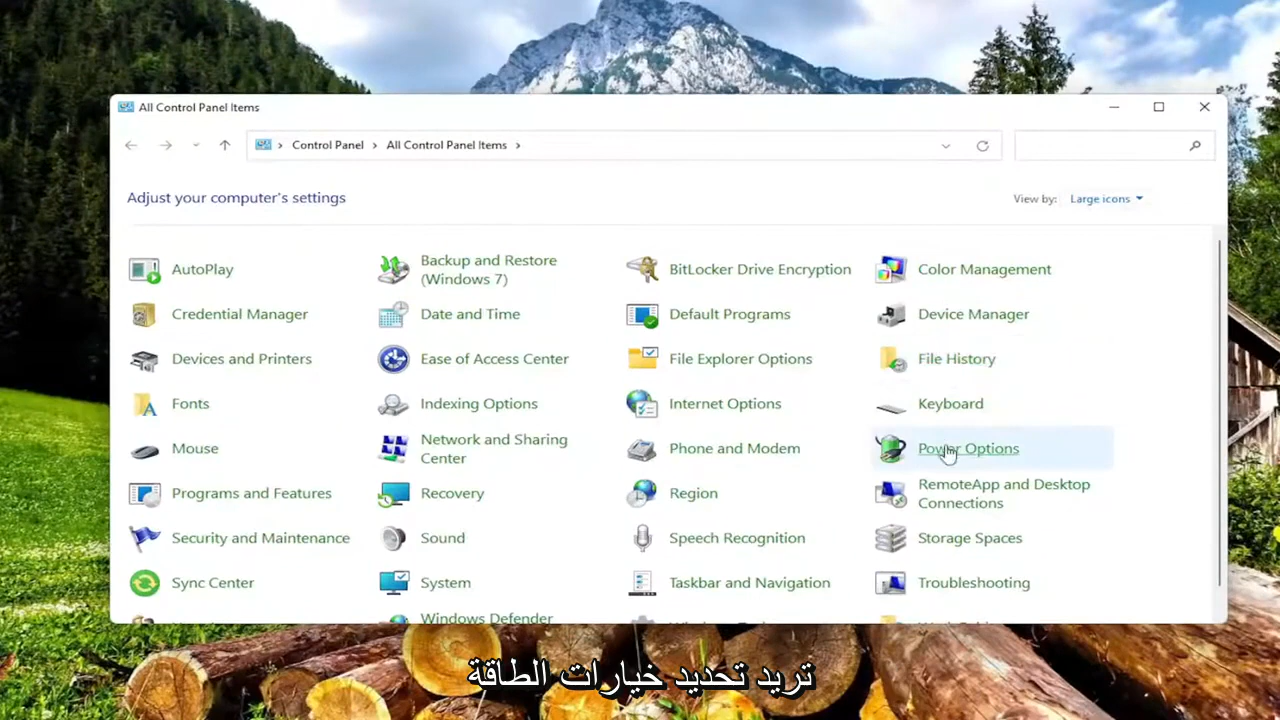 All Control Panel Items
Control Panel > All Control Panel Items >
Adjust your computer's settings
View by: Large icons
AutoPlay
Backup and Restore
(Windows 7)
BitLocker Drive Encryption
Color Management
Credential Manager
Date and Time
Default Programs
Device Manager
Devices and Printers
Ease of Access Center
File Explorer Options
File History
Fonts
Indexing Options
Internet Options
Keyboard
Mouse
Network and Sharing
Center
Phone and Modem
Power Options
Programs and Features
Recovery
Region
RemoteApp and Desktop
Connections
Security and Maintenance
Sound
Speech Recognition
Storage Spaces
Sync Center
System
Taskbar and Navigation
Troubleshooting
Windows Defender
تريد تحديد خيارات الطاقة